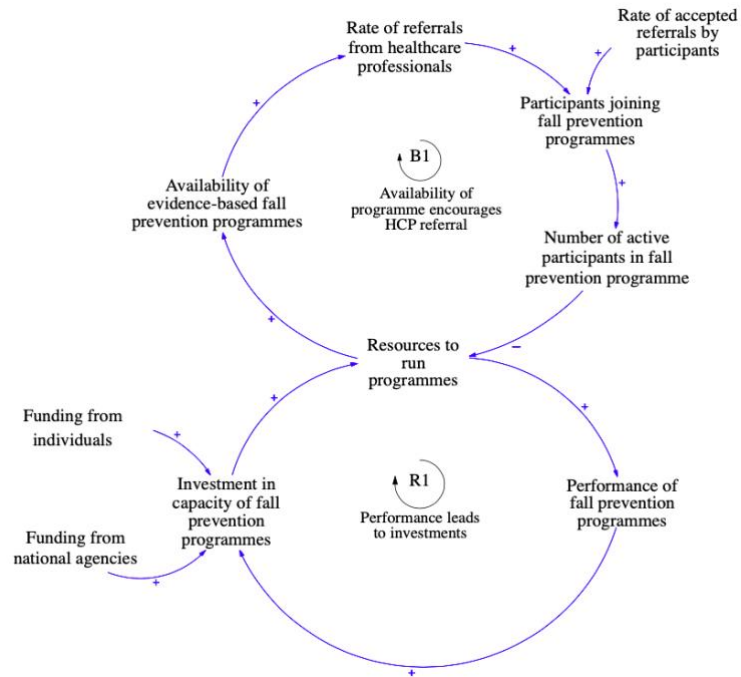 Rate of referrals
from healthcare
professionals
+
Rate of accepted
referrals by
participants
+
Participants joining
fall prevention
programmes
+
+
B1
Availability of
programme encourages
HCP referral
Availability of
evidence-based fall
prevention programmes
Number of active
participants in fall
prevention programme
+
−
Resources to
run
programmes
+
+
Funding from
individuals
+
R1
Performance leads
to investments
Investment in
capacity of fall
prevention
programmes
Performance of
fall prevention
programmes
Funding from
national agencies
+
+